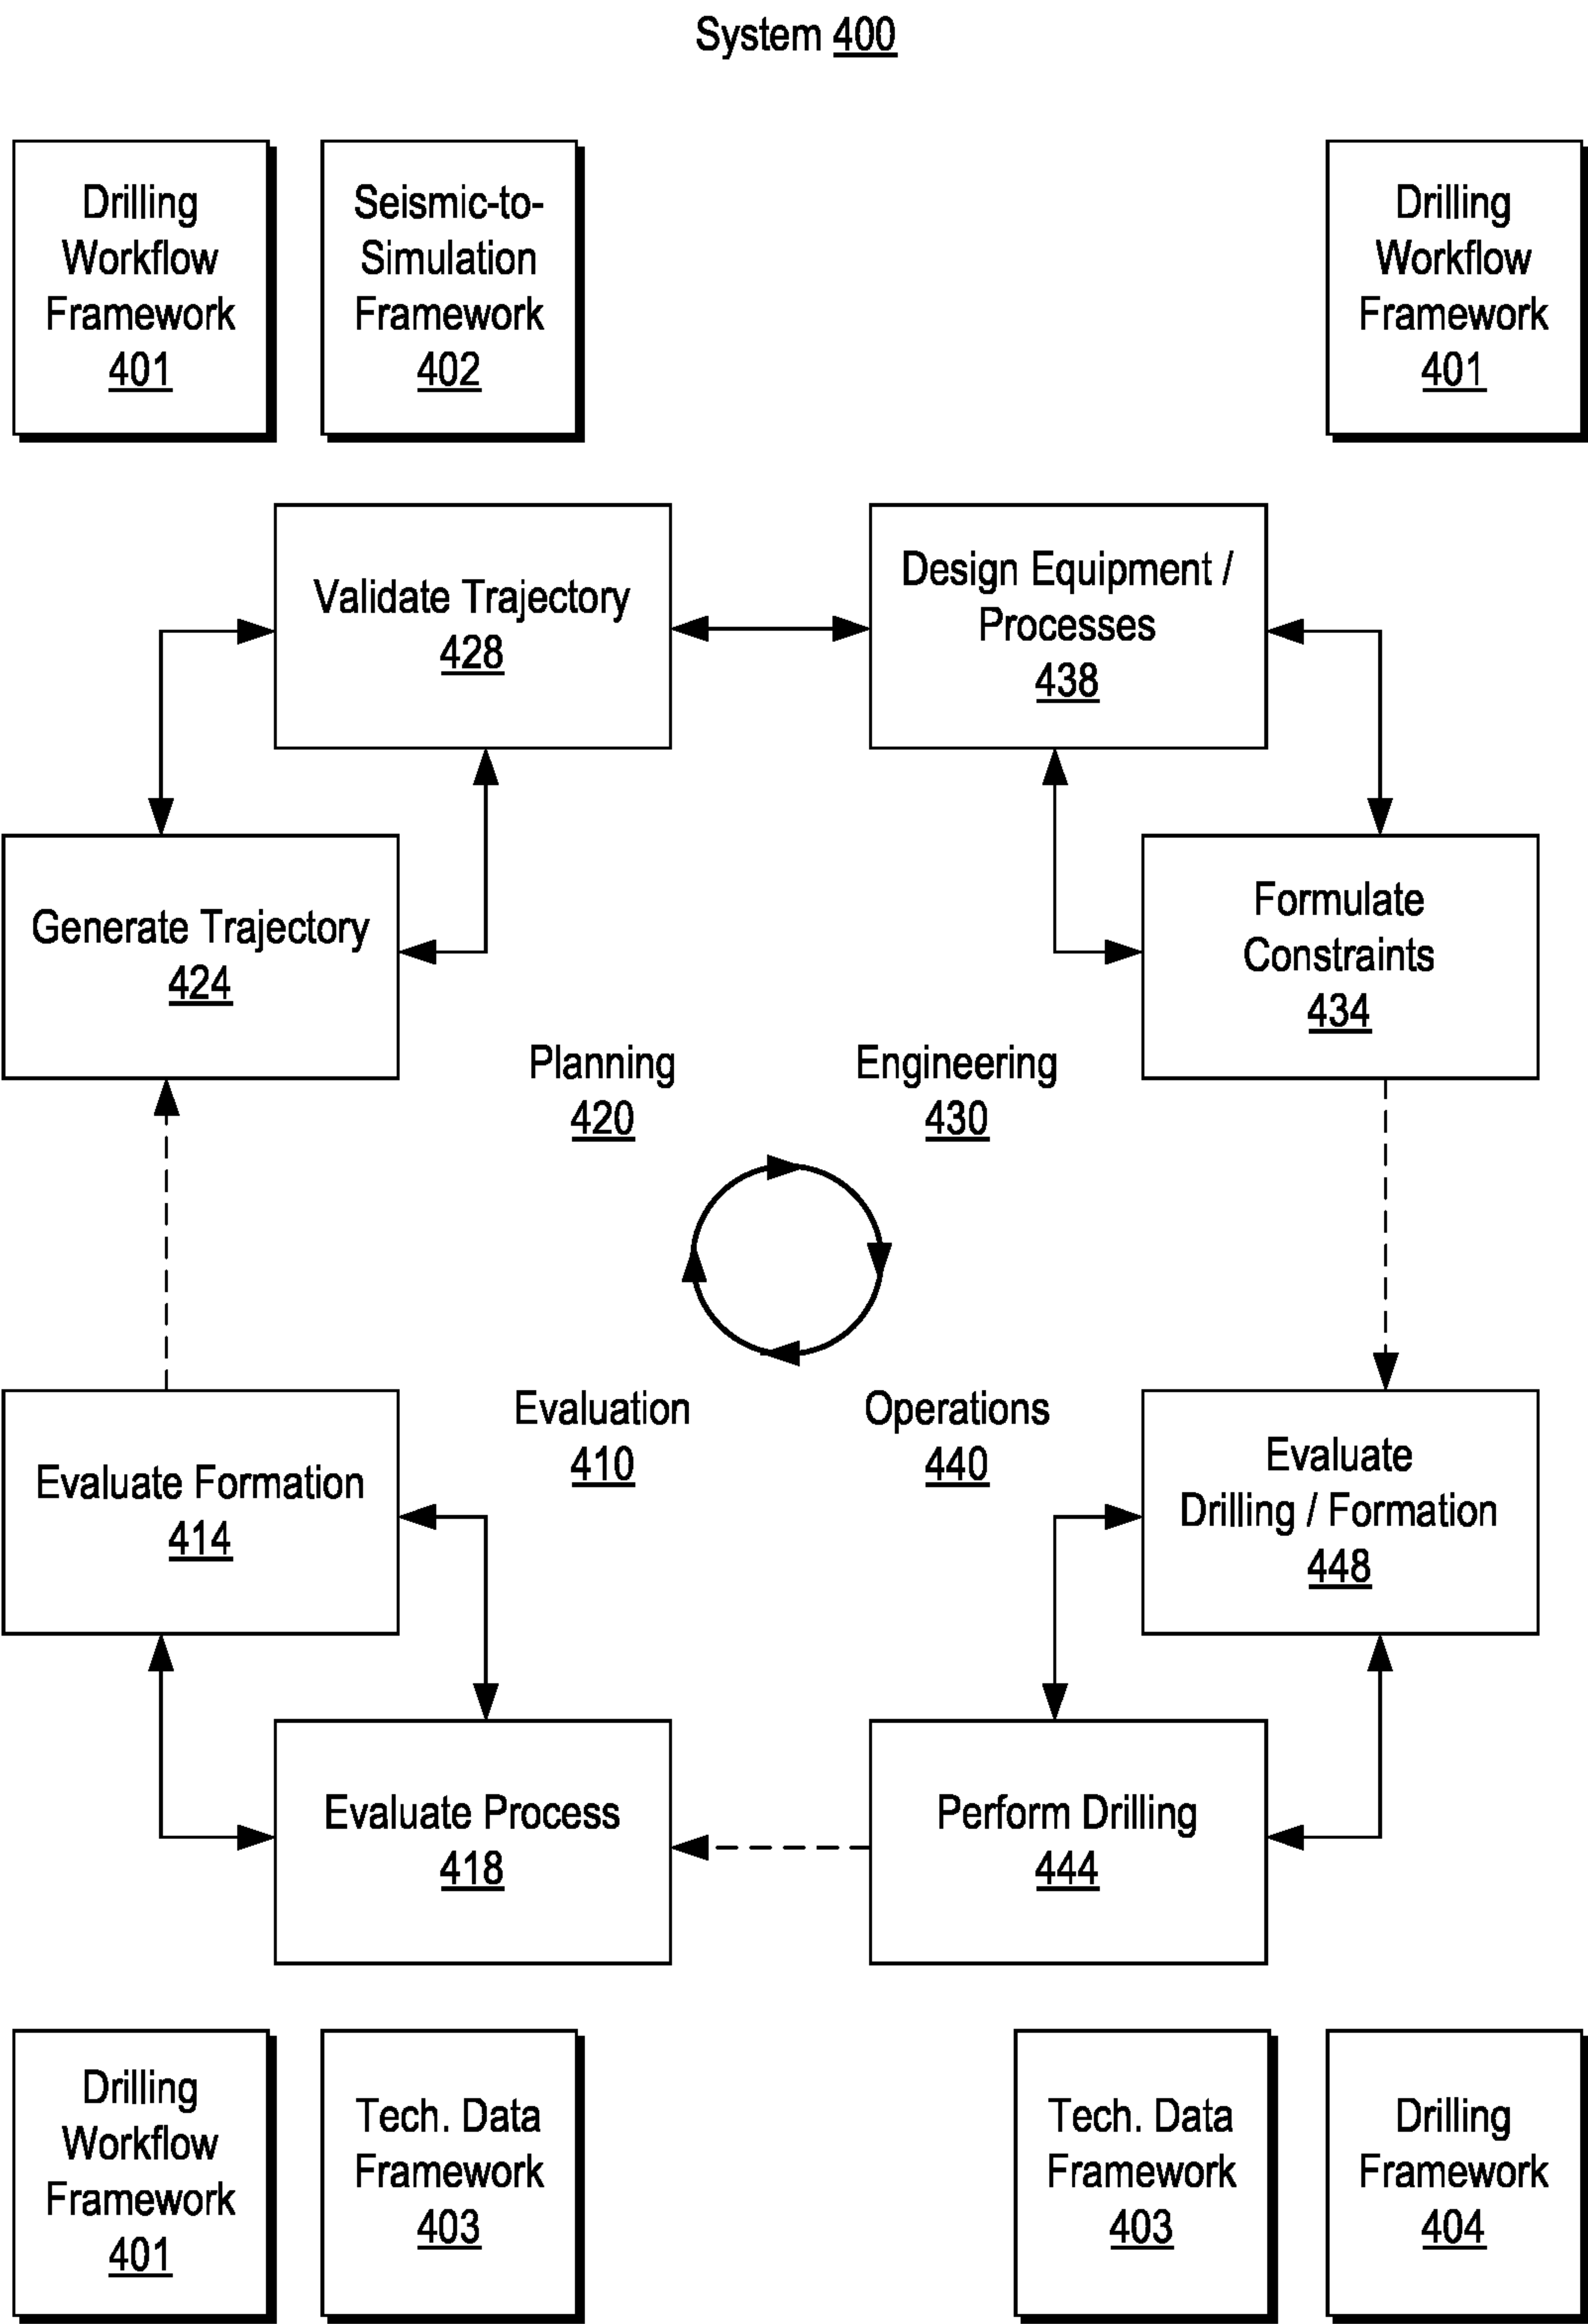 System 400
Drilling
Workflow
Framework
401
Seismic-to-
Simulation
Framework
402
Drilling
Workflow
Framework
401
Validate Trajectory
428
Design Equipment /
Processes
438
Generate Trajectory
424
Formulate
Constraints
434
Planning
420
Engineering
430
Evaluation
410
Operations
440
Evaluate Formation
414
Evaluate
Drilling / Formation
448
Evaluate Process
418
Perform Drilling
444
Drilling
Workflow
Framework
401
Tech. Data
Framework
403
Tech. Data
Framework
403
Drilling
Framework
404